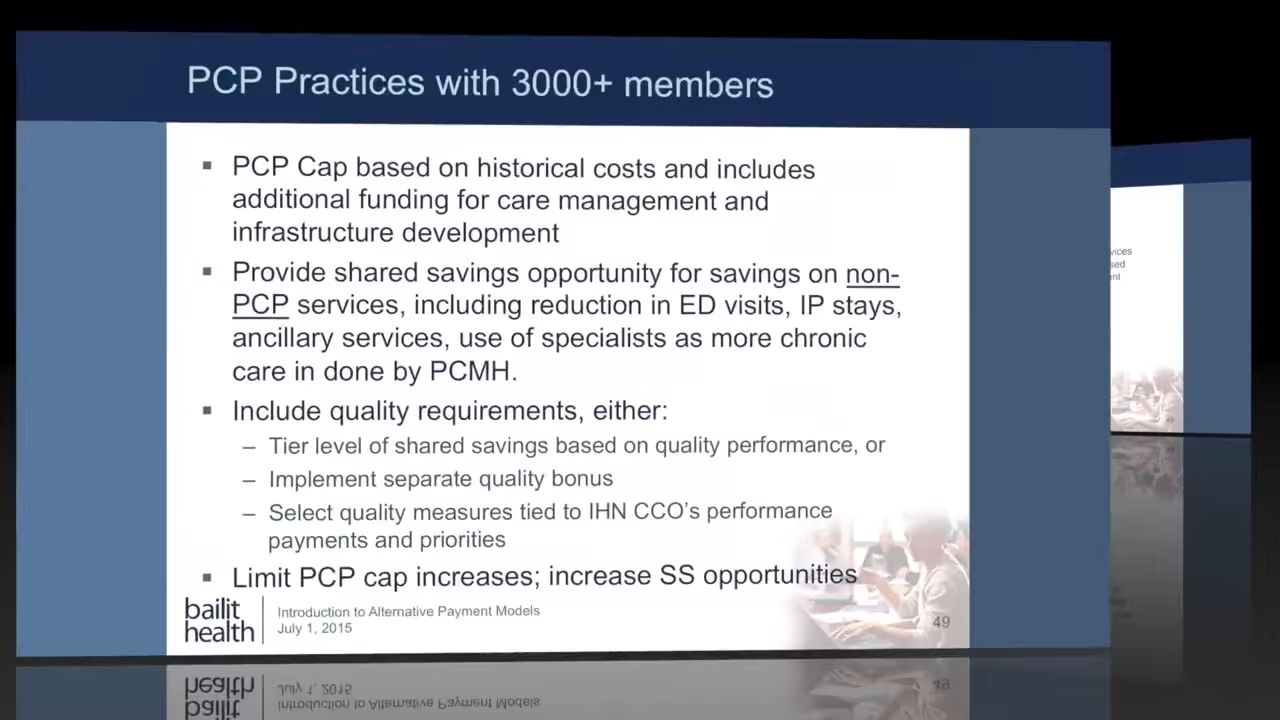 PCP Practices with 3000+ members
▪ PCP Cap based on historical costs and includes
additional funding for care management and
infrastructure development
▪ Provide shared savings opportunity for savings on non-
PCP services, including reduction in ED visits, IP stays,
ancillary services, use of specialists as more chronic
care in done by PCMH.
▪ Include quality requirements, either:
– Tier level of shared savings based on quality performance, or
– Implement separate quality bonus
– Select quality measures tied to IHN CCO’s performance
payments and priorities
▪ Limit PCP cap increases; increase SS opportunities
bailit
health
Introduction to Alternative Payment Models
July 1, 2015
49